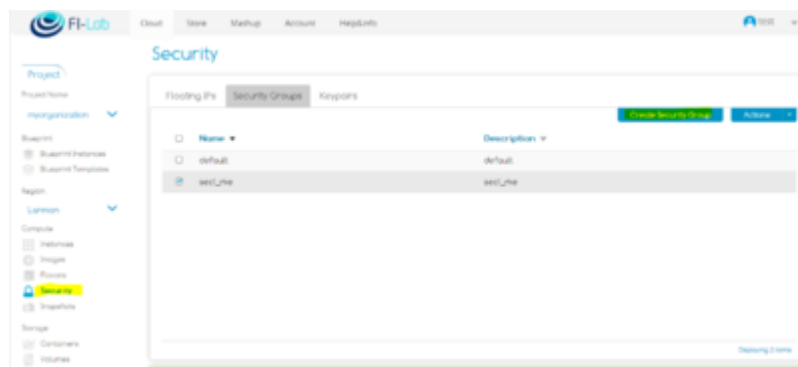 FI-Lab
Cloud Store Mashup Account Help&Info
Security
Project
Project Name
myorganization
Floating IPs Security Groups Keypairs
Create Security Group Actions
Blueprint
Blueprint Instances
Blueprint Templates
Name Description
default default
Region
Lannion
Compute
Instances
Images
Flavors
Security
Snapshots
Storage
Containers
Volumes
Displaying 2 items